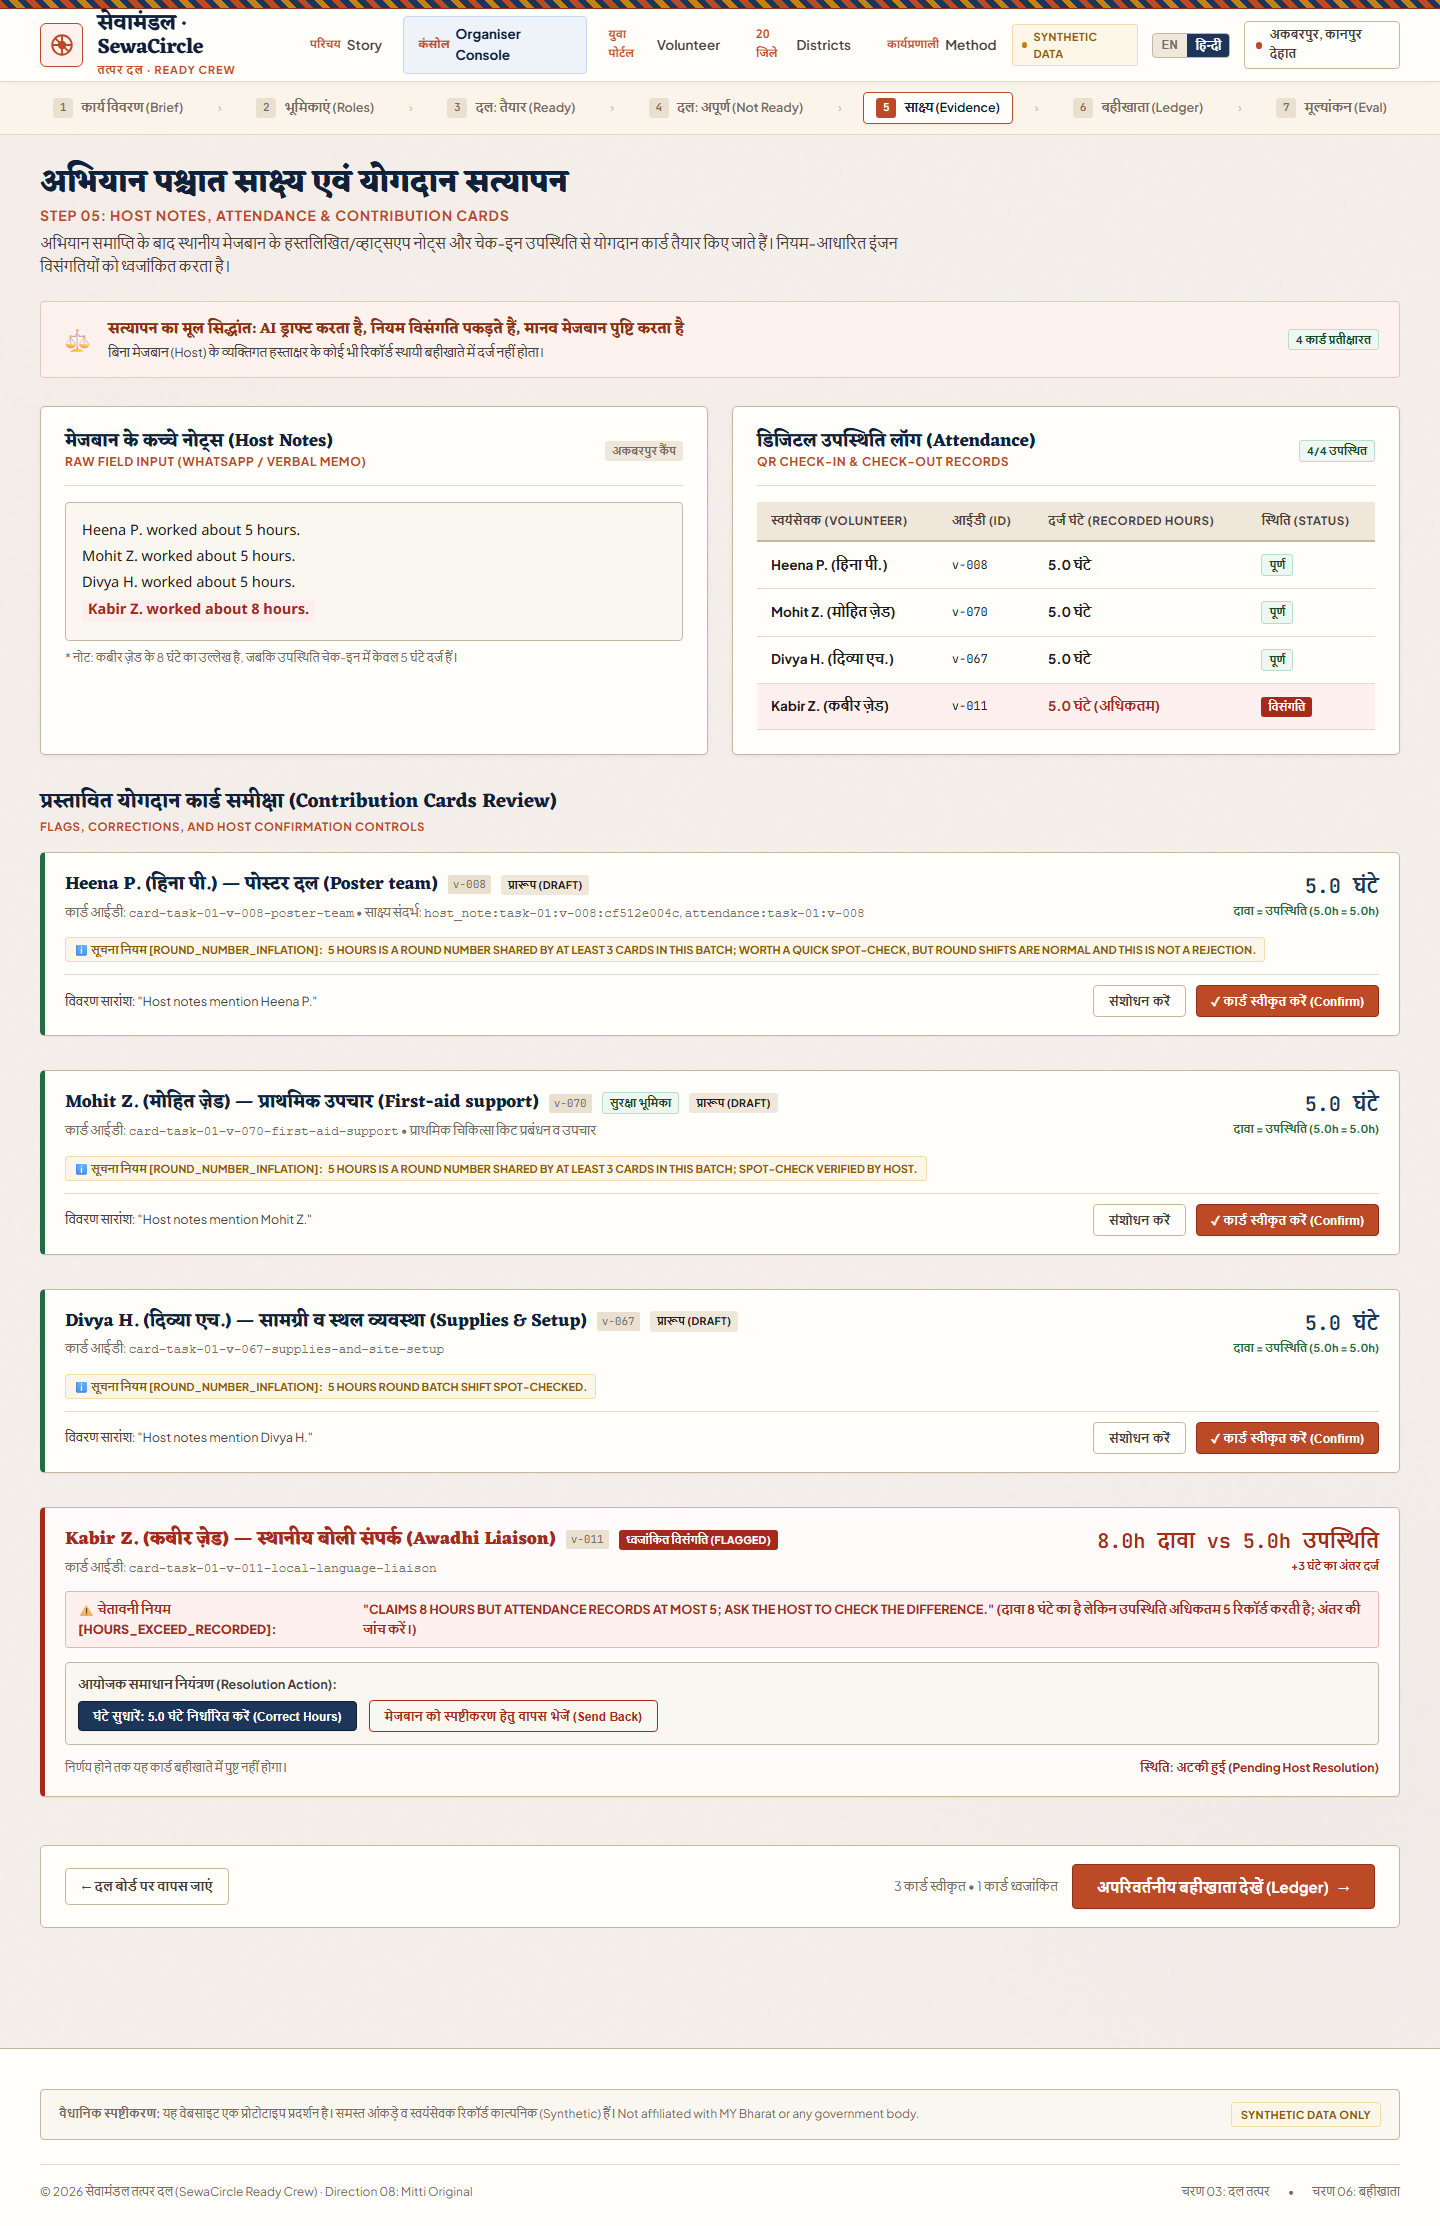 सेवामंडल ·
SewaCircle
तत्पर दल · READY CREW
परिचय Story
कंसोल Organiser Console
युवा पोर्टल Volunteer
20 जिले Districts
कार्यप्रणाली Method
SYNTHETIC DATA
EN हिन्दी
अकबरपुर, कानपुर देहात
1 कार्य विवरण (Brief) › 2 भूमिकाएं (Roles) › 3 दल: तैयार (Ready) › 4 दल: अपूर्ण (Not Ready) › 5 साक्ष्य (Evidence) › 6 बहीखाता (Ledger) › 7 मूल्यांकन (Eval)
अभियान पश्चात साक्ष्य एवं योगदान सत्यापन
STEP 05: HOST NOTES, ATTENDANCE & CONTRIBUTION CARDS
अभियान समाप्ति के बाद स्थानीय मेजबान के हस्तलिखित/व्हाट्सएप नोट्स और चेक-इन उपस्थिति से योगदान कार्ड तैयार किए जाते हैं। नियम-आधारित इंजन
विसंगतियों को ध्वजांकित करता है।
सत्यापन का मूल सिद्धांत: AI ड्राफ्ट करता है, नियम विसंगति पकड़ते हैं, मानव मेजबान पुष्टि करता है
बिना मेजबान (Host) के व्यक्तिगत हस्ताक्षर के कोई भी रिकॉर्ड स्थायी बहीखाते में दर्ज नहीं होता।
4 कार्ड प्रतीक्षारत
मेजबान के कच्चे नोट्स (Host Notes)
RAW FIELD INPUT (WHATSAPP / VERBAL MEMO)
अकबरपुर कैंप
Heena P. worked about 5 hours.
Mohit Z. worked about 5 hours.
Divya H. worked about 5 hours.
Kabir Z. worked about 8 hours.
* नोट: कबीर ज़ेड के 8 घंटे का उल्लेख है, जबकि उपस्थिति चेक-इन में केवल 5 घंटे दर्ज हैं।
डिजिटल उपस्थिति लॉग (Attendance)
QR CHECK-IN & CHECK-OUT RECORDS
4/4 उपस्थित
स्वयंसेवक (VOLUNTEER) आईडी (ID) दर्ज घंटे (RECORDED HOURS) स्थिति (STATUS)
Heena P. (हिना पी.) v-008 5.0 घंटे पूर्ण
Mohit Z. (मोहित ज़ेड) v-070 5.0 घंटे पूर्ण
Divya H. (दिव्या एच.) v-067 5.0 घंटे पूर्ण
Kabir Z. (कबीर ज़ेड) v-011 5.0 घंटे (अधिकतम) विसंगति
प्रस्तावित योगदान कार्ड समीक्षा (Contribution Cards Review)
FLAGS, CORRECTIONS, AND HOST CONFIRMATION CONTROLS
Heena P. (हिना पी.) — पोस्टर दल (Poster team) v-008 प्रारूप (DRAFT)
5.0 घंटे
कार्ड आईडी: card-task-01-v-008-poster-team • साक्ष्य संदर्भ: host_note:task-01:v-008:cf512e004c, attendance:task-01:v-008
दावा = उपस्थिति (5.0h = 5.0h)
ℹ️ सूचना नियम [ROUND_NUMBER_INFLATION]: 5 HOURS IS A ROUND NUMBER SHARED BY AT LEAST 3 CARDS IN THIS BATCH; WORTH A QUICK SPOT-CHECK, BUT ROUND SHIFTS ARE NORMAL AND THIS IS NOT A REJECTION.
विवरण सारांश: "Host notes mention Heena P."
संशोधन करें
✓ कार्ड स्वीकृत करें (Confirm)
Mohit Z. (मोहित ज़ेड) — प्राथमिक उपचार (First-aid support) v-070 सुरक्षा भूमिका प्रारूप (DRAFT)
5.0 घंटे
कार्ड आईडी: card-task-01-v-070-first-aid-support • प्राथमिक चिकित्सा किट प्रबंधन व उपचार
दावा = उपस्थिति (5.0h = 5.0h)
ℹ️ सूचना नियम [ROUND_NUMBER_INFLATION]: 5 HOURS IS A ROUND NUMBER SHARED BY AT LEAST 3 CARDS IN THIS BATCH; SPOT-CHECK VERIFIED BY HOST.
विवरण सारांश: "Host notes mention Mohit Z."
संशोधन करें
✓ कार्ड स्वीकृत करें (Confirm)
Divya H. (दिव्या एच.) — सामग्री व स्थल व्यवस्था (Supplies & Setup) v-067 प्रारूप (DRAFT)
5.0 घंटे
कार्ड आईडी: card-task-01-v-067-supplies-and-site-setup
दावा = उपस्थिति (5.0h = 5.0h)
ℹ️ सूचना नियम [ROUND_NUMBER_INFLATION]: 5 HOURS ROUND BATCH SHIFT SPOT-CHECKED.
विवरण सारांश: "Host notes mention Divya H."
संशोधन करें
✓ कार्ड स्वीकृत करें (Confirm)
Kabir Z. (कबीर ज़ेड) — स्थानीय बोली संपर्क (Awadhi Liaison) v-011 ध्वजांकित विसंगति (FLAGGED)
8.0h दावा vs 5.0h उपस्थिति
कार्ड आईडी: card-task-01-v-011-local-language-liaison
+3 घंटे का अंतर दर्ज
⚠️ चेतावनी नियम
[HOURS_EXCEED_RECORDED]:
"CLAIMS 8 HOURS BUT ATTENDANCE RECORDS AT MOST 5; ASK THE HOST TO CHECK THE DIFFERENCE." (दावा 8 घंटे का है लेकिन उपस्थिति अधिकतम 5 रिकॉर्ड करती है; अंतर की
जांच करें।)
आयोजक समाधान नियंत्रण (Resolution Action):
घंटे सुधारें: 5.0 घंटे निर्धारित करें (Correct Hours)
मेजबान को स्पष्टीकरण हेतु वापस भेजें (Send Back)
निर्णय होने तक यह कार्ड बहीखाते में पुष्ट नहीं होगा।
स्थिति: अटकी हुई (Pending Host Resolution)
← दल बोर्ड पर वापस जाएं
3 कार्ड स्वीकृत • 1 कार्ड ध्वजांकित
अपरिवर्तनीय बहीखाता देखें (Ledger) →
वैधानिक स्पष्टीकरण: यह वेबसाइट एक प्रोटोटाइप प्रदर्शन है। समस्त आंकड़े व स्वयंसेवक रिकॉर्ड काल्पनिक (Synthetic) हैं। Not affiliated with MY Bharat or any government body.
SYNTHETIC DATA ONLY
© 2026 सेवामंडल तत्पर दल (SewaCircle Ready Crew) · Direction 08: Mitti Original
चरण 03: दल तत्पर • चरण 06: बहीखाता